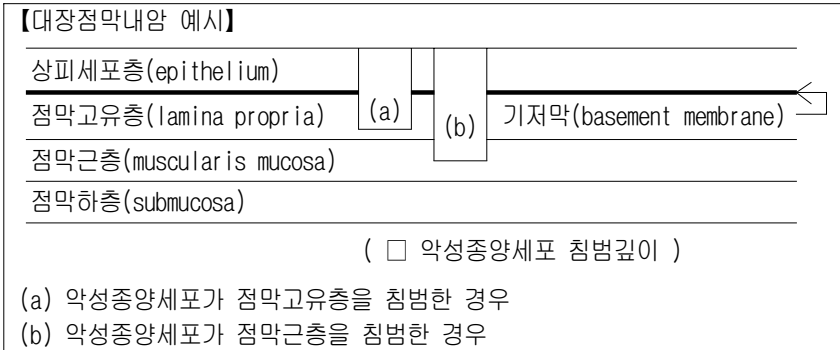 【대장점막내암 예시】
상피세포층(epithelium)
점막고유층(lamina propria) (a) (b) 기저막(basement membrane)
점막근층(muscularis mucosa)
점막하층(submucosa)
( □ 악성종양세포 침범깊이 )
(a) 악성종양세포가 점막고유층을 침범한 경우
(b) 악성종양세포가 점막근층을 침범한 경우